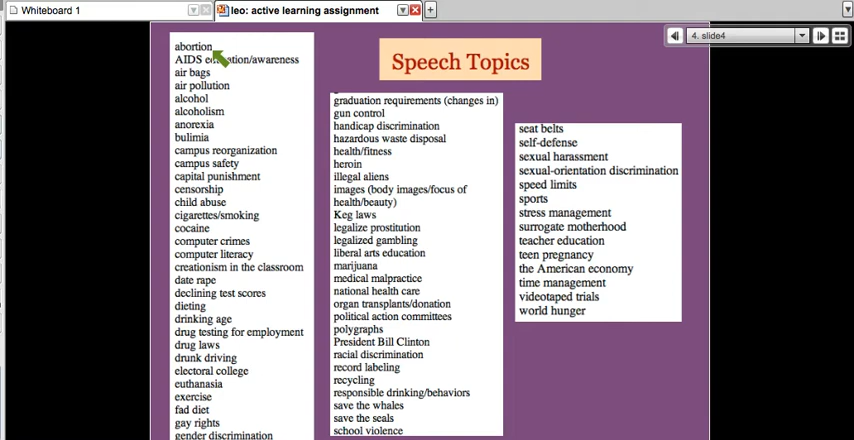 Whiteboard 1
leo: active learning assignment
4. slide4
Speech Topics
abortion
AIDS education/awareness
air bags
air pollution
alcohol
alcoholism
anorexia
bulimia
campus reorganization
campus safety
capital punishment
censorship
child abuse
cigarettes/smoking
cocaine
computer crimes
computer literacy
creationism in the classroom
date rape
declining test scores
dieting
drinking age
drug testing for employment
drug laws
drunk driving
electoral college
euthanasia
exercise
fad diet
gay rights
gender discrimination
graduation requirements (changes in)
gun control
handicap discrimination
hazardous waste disposal
health/fitness
heroin
illegal aliens
images (body images/focus of
health/beauty)
Keg laws
legalize prostitution
legalized gambling
liberal arts education
marijuana
medical malpractice
national health care
organ transplants/donation
political action committees
polygraphs
President Bill Clinton
racial discrimination
record labeling
recycling
responsible drinking/behaviors
save the whales
save the seals
school violence
seat belts
self-defense
sexual harassment
sexual-orientation discrimination
speed limits
sports
stress management
surrogate motherhood
teacher education
teen pregnancy
the American economy
time management
videotaped trials
world hunger